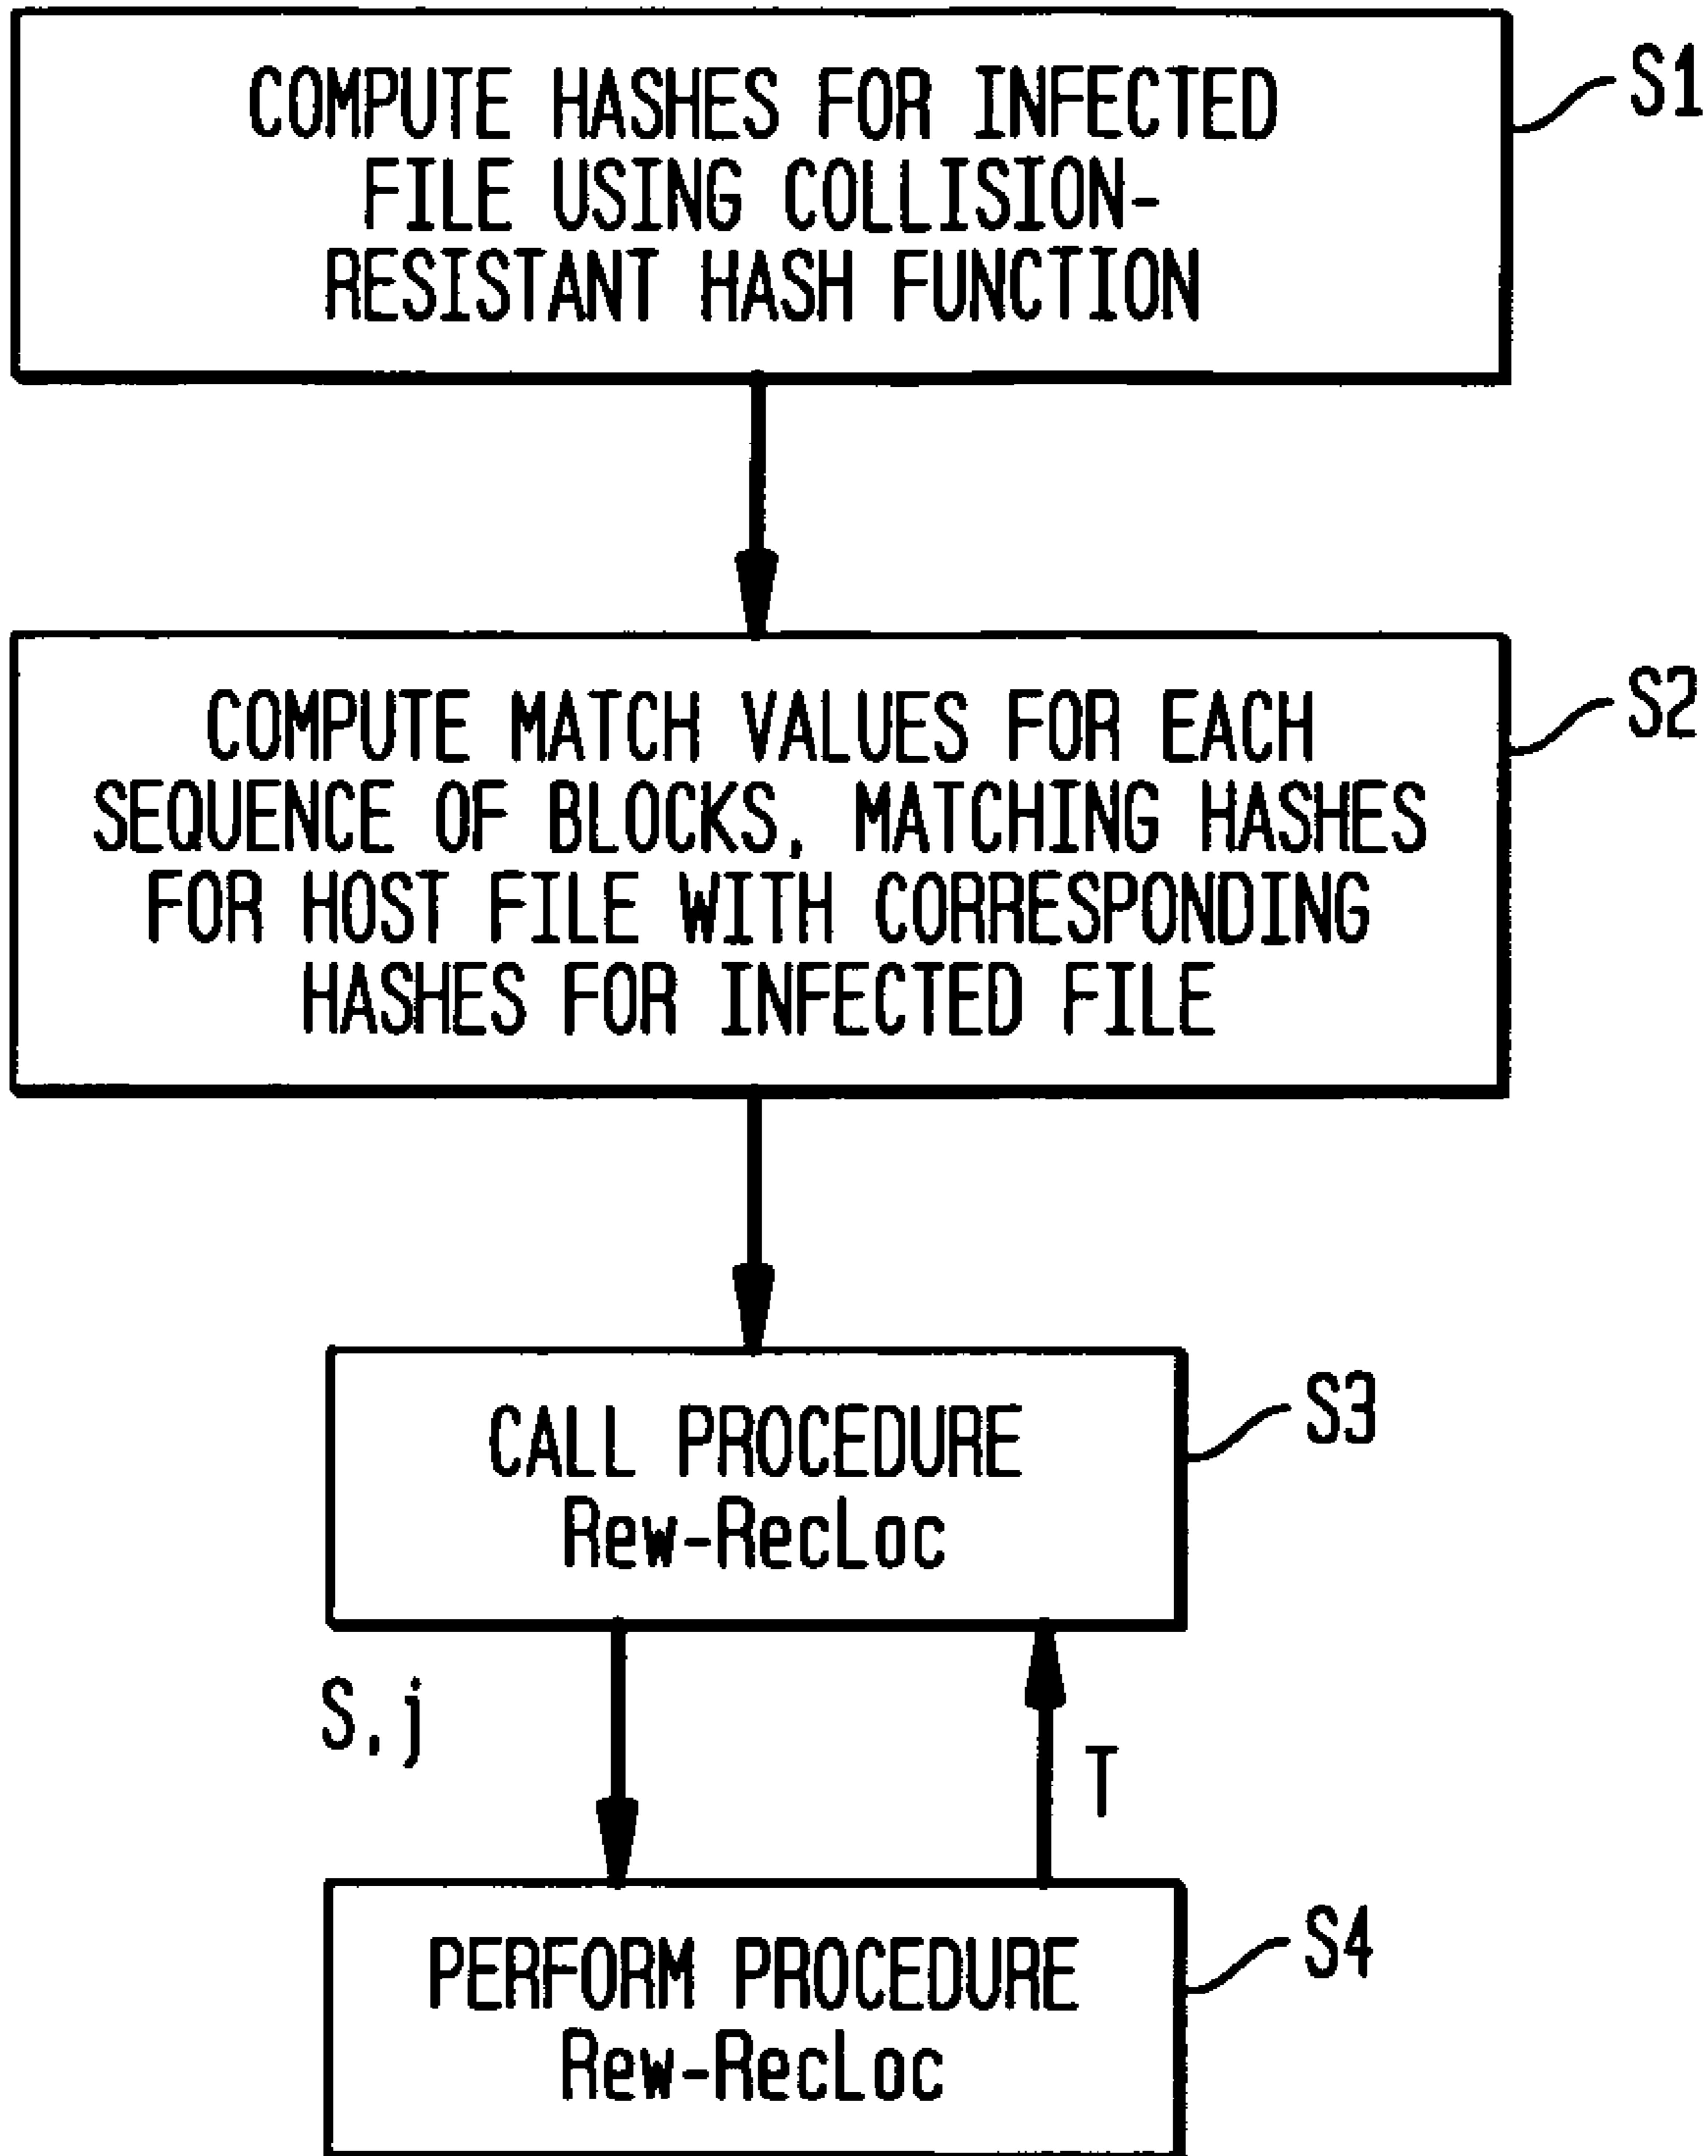 COMPUTE HASHES FOR INFECTED
FILE USING COLLISION-
RESISTANT HASH FUNCTION
S1
COMPUTE MATCH VALUES FOR EACH
SEQUENCE OF BLOCKS, MATCHING HASHES
FOR HOST FILE WITH CORRESPONDING
HASHES FOR INFECTED FILE
S2
CALL PROCEDURE
Rew-RecLoc
S3
S,j
T
PERFORM PROCEDURE
Rew-RecLoc
S4